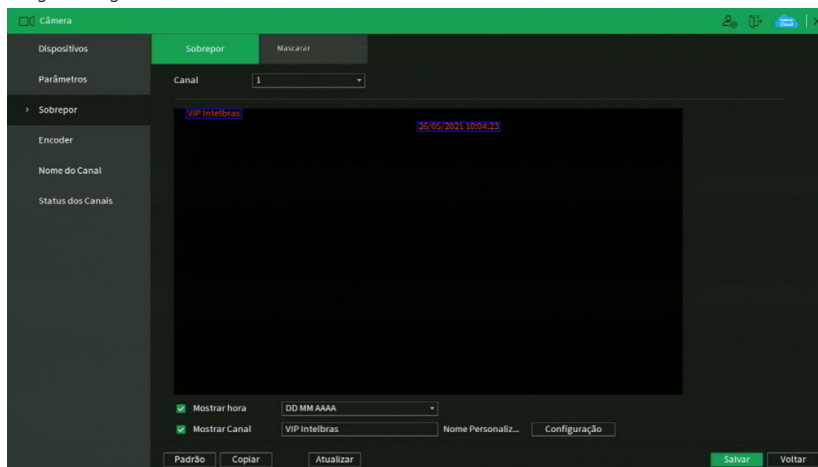 Câmera
Dispositivos
Parâmetros
Sobrepor
Encoder
Nome do Canal
Status dos Canais
Sobrepor Mascarar
Canal 1
VIP Intelbras
26/05/2021 10:04:23
Mostrar hora DD MM AAAA
Mostrar Canal VIP Intelbras Nome Personaliz... Configuração
Padrão Copiar Atualizar Salvar Voltar